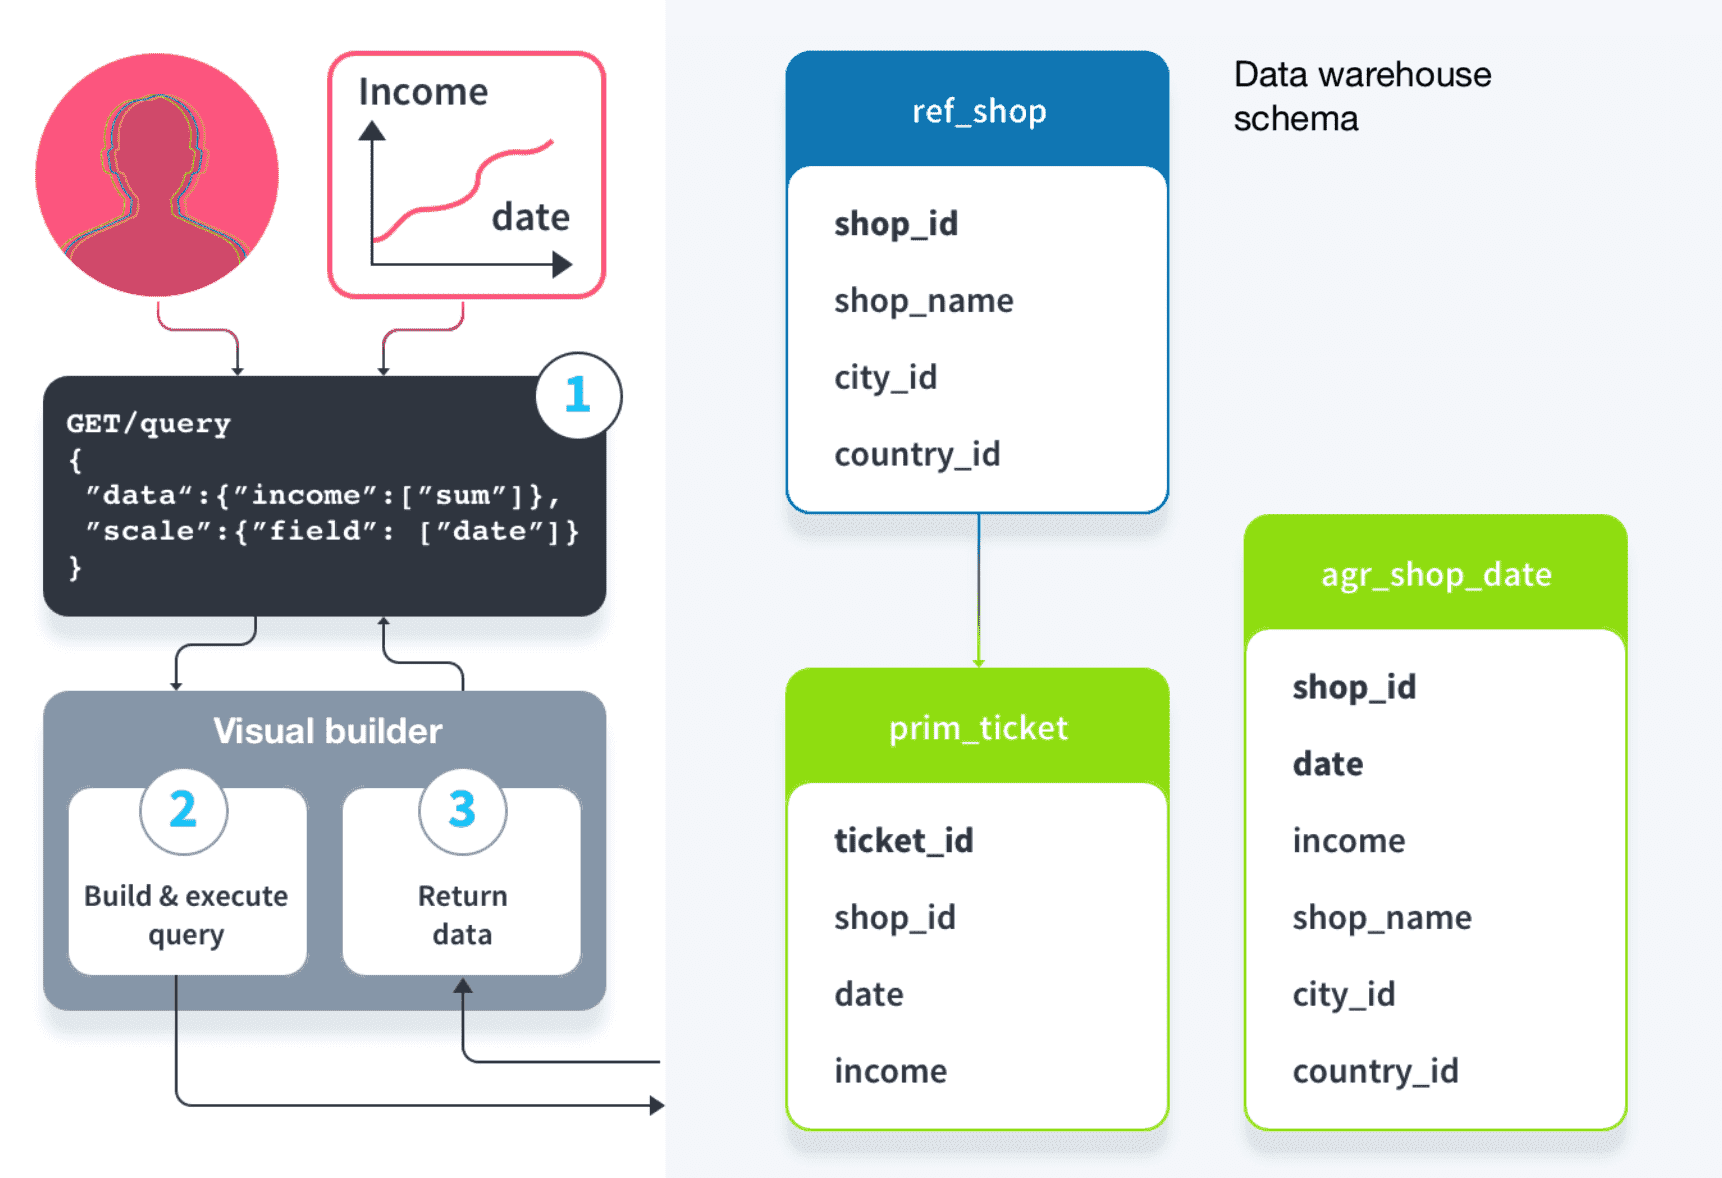 Income
date
1
GET/query
{
”data“:{”income”:[”sum”]},
”scale”:{”field”: [”date”]}
}
Visual builder
2
Build & execute
query
3
Return
data
Data warehouse
schema
ref_shop
shop_id
shop_name
city_id
country_id
prim_ticket
ticket_id
shop_id
date
income
agr_shop_date
shop_id
date
income
shop_name
city_id
country_id